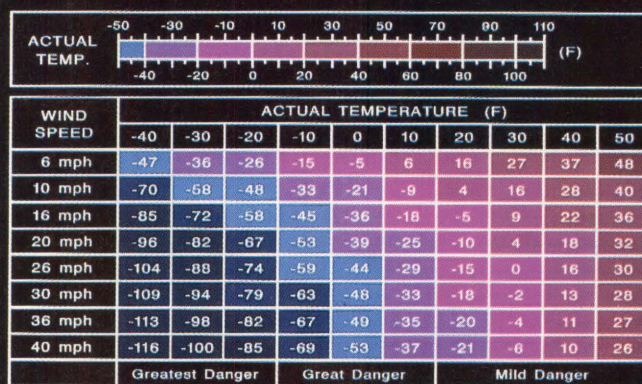 -50 -30 -10 10 30 50 70 90 110
ACTUAL TEMP. (F)
-40 -20 0 20 40 60 80 100
WIND SPEED ACTUAL TEMPERATURE (F)
-40 -30 -20 -10 0 10 20 30 40 50
6 mph -47 -36 -26 -15 -5 6 16 27 37 48
10 mph -70 -58 -48 -33 -21 -9 4 16 28 40
16 mph -85 -72 -58 -45 -36 -18 -5 9 22 36
20 mph -96 -82 -67 -53 -39 -25 -10 4 18 32
26 mph -104 -88 -74 -59 -44 -29 -15 0 16 30
30 mph -109 -94 -79 -63 -48 -33 -18 -2 13 28
36 mph -113 -98 -82 -67 -49 -35 -20 -4 11 27
40 mph -116 -100 -85 -69 -53 -37 -21 -6 10 26
Greatest Danger Great Danger Mild Danger